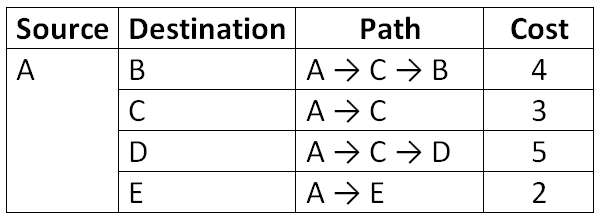 Source Destination Path Cost
A B A → C → B 4
C A → C 3
D A → C → D 5
E A → E 2